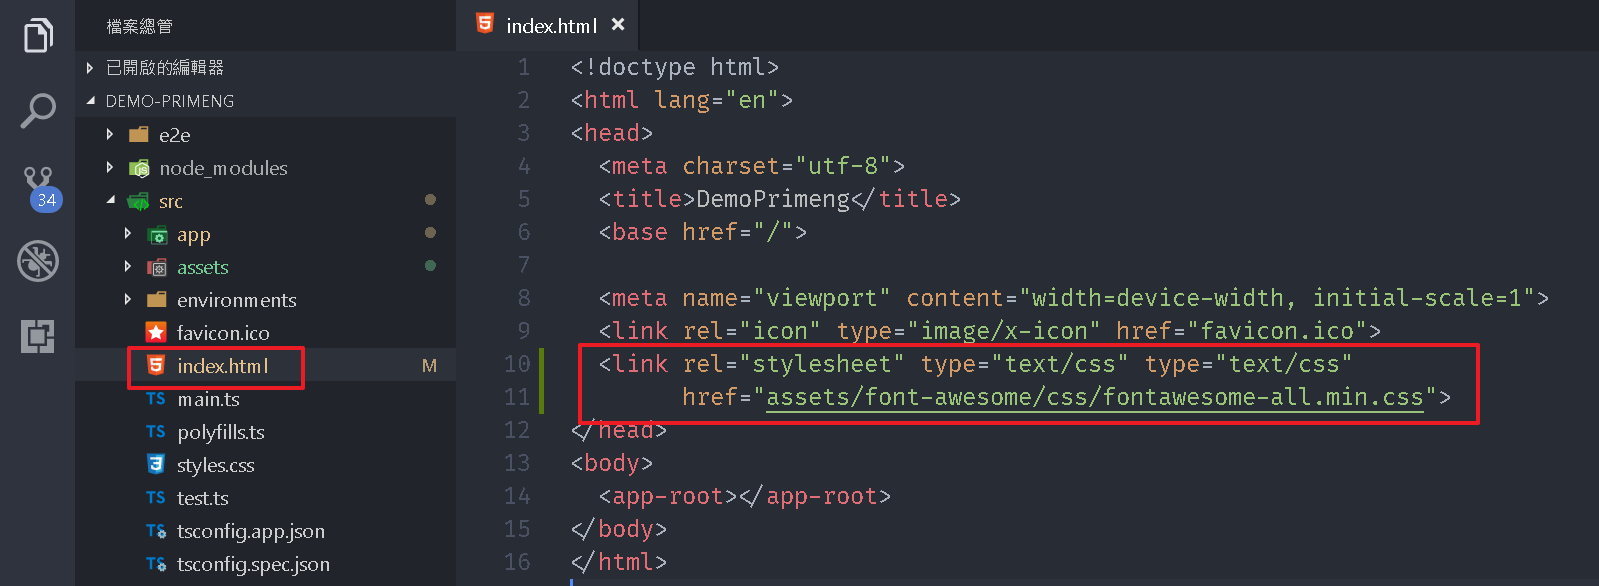 檔案總管
已開啟的編輯器
DEMO-PRIMENG
e2e
node_modules
src
app
assets
environments
favicon.ico
index.html M
TS main.ts
TS polyfills.ts
styles.css
TS test.ts
TS tsconfig.app.json
TS tsconfig.spec.json
34
index.html ×
1 <!doctype html>
2 <html lang="en">
3 <head>
4 <meta charset="utf-8">
5 <title>DemoPrimeng</title>
6 <base href="/">
7
8 <meta name="viewport" content="width=device-width, initial-scale=1">
9 <link rel="icon" type="image/x-icon" href="favicon.ico">
10 <link rel="stylesheet" type="text/css" type="text/css"
11 href="assets/font-awesome/css/fontawesome-all.min.css">
12 </head>
13 <body>
14 <app-root></app-root>
15 </body>
16 </html>